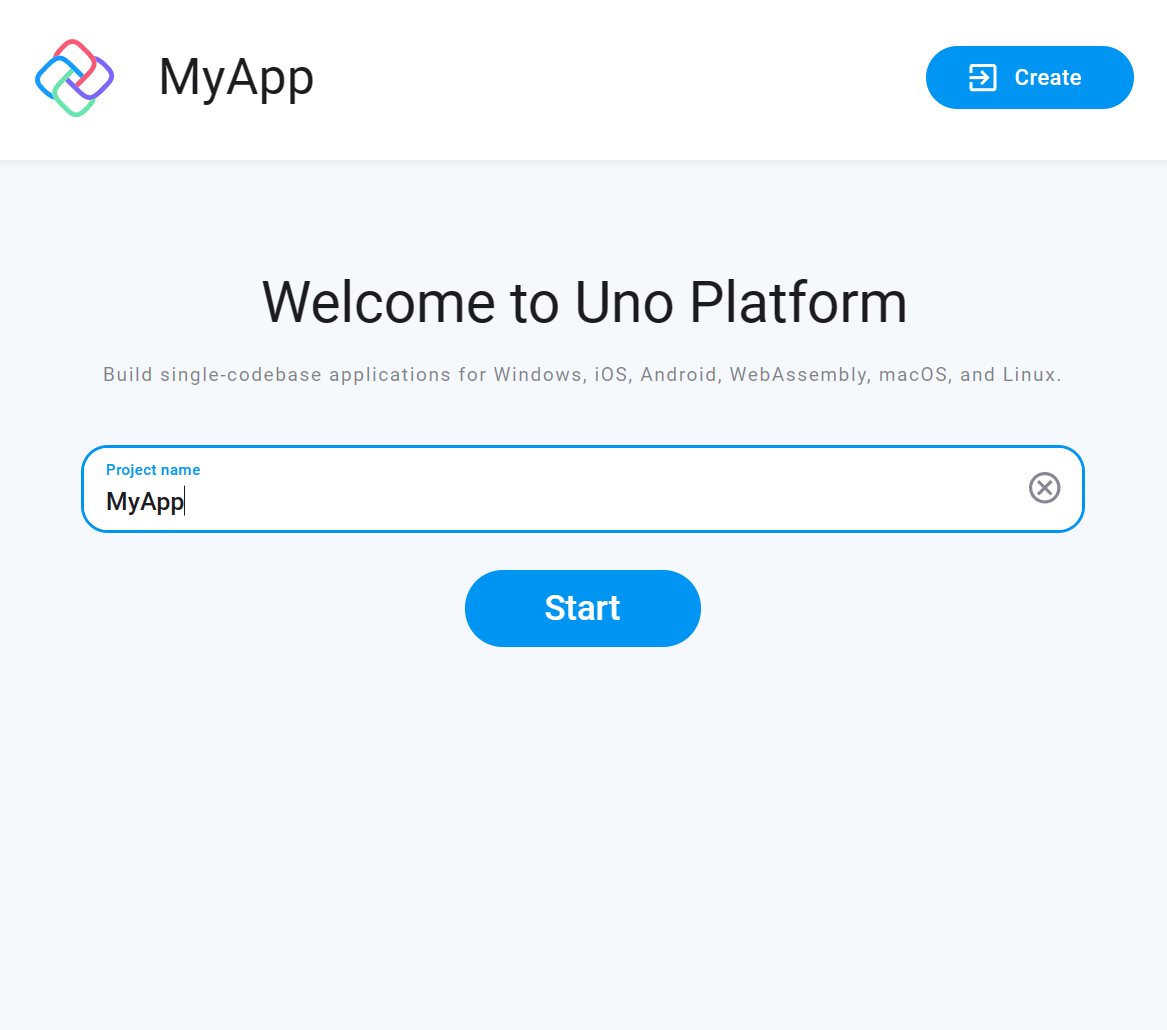 MyApp
Create
Welcome to Uno Platform
Build single-codebase applications for Windows, iOS, Android, WebAssembly, macOS, and Linux.
Project name
MyApp
Start